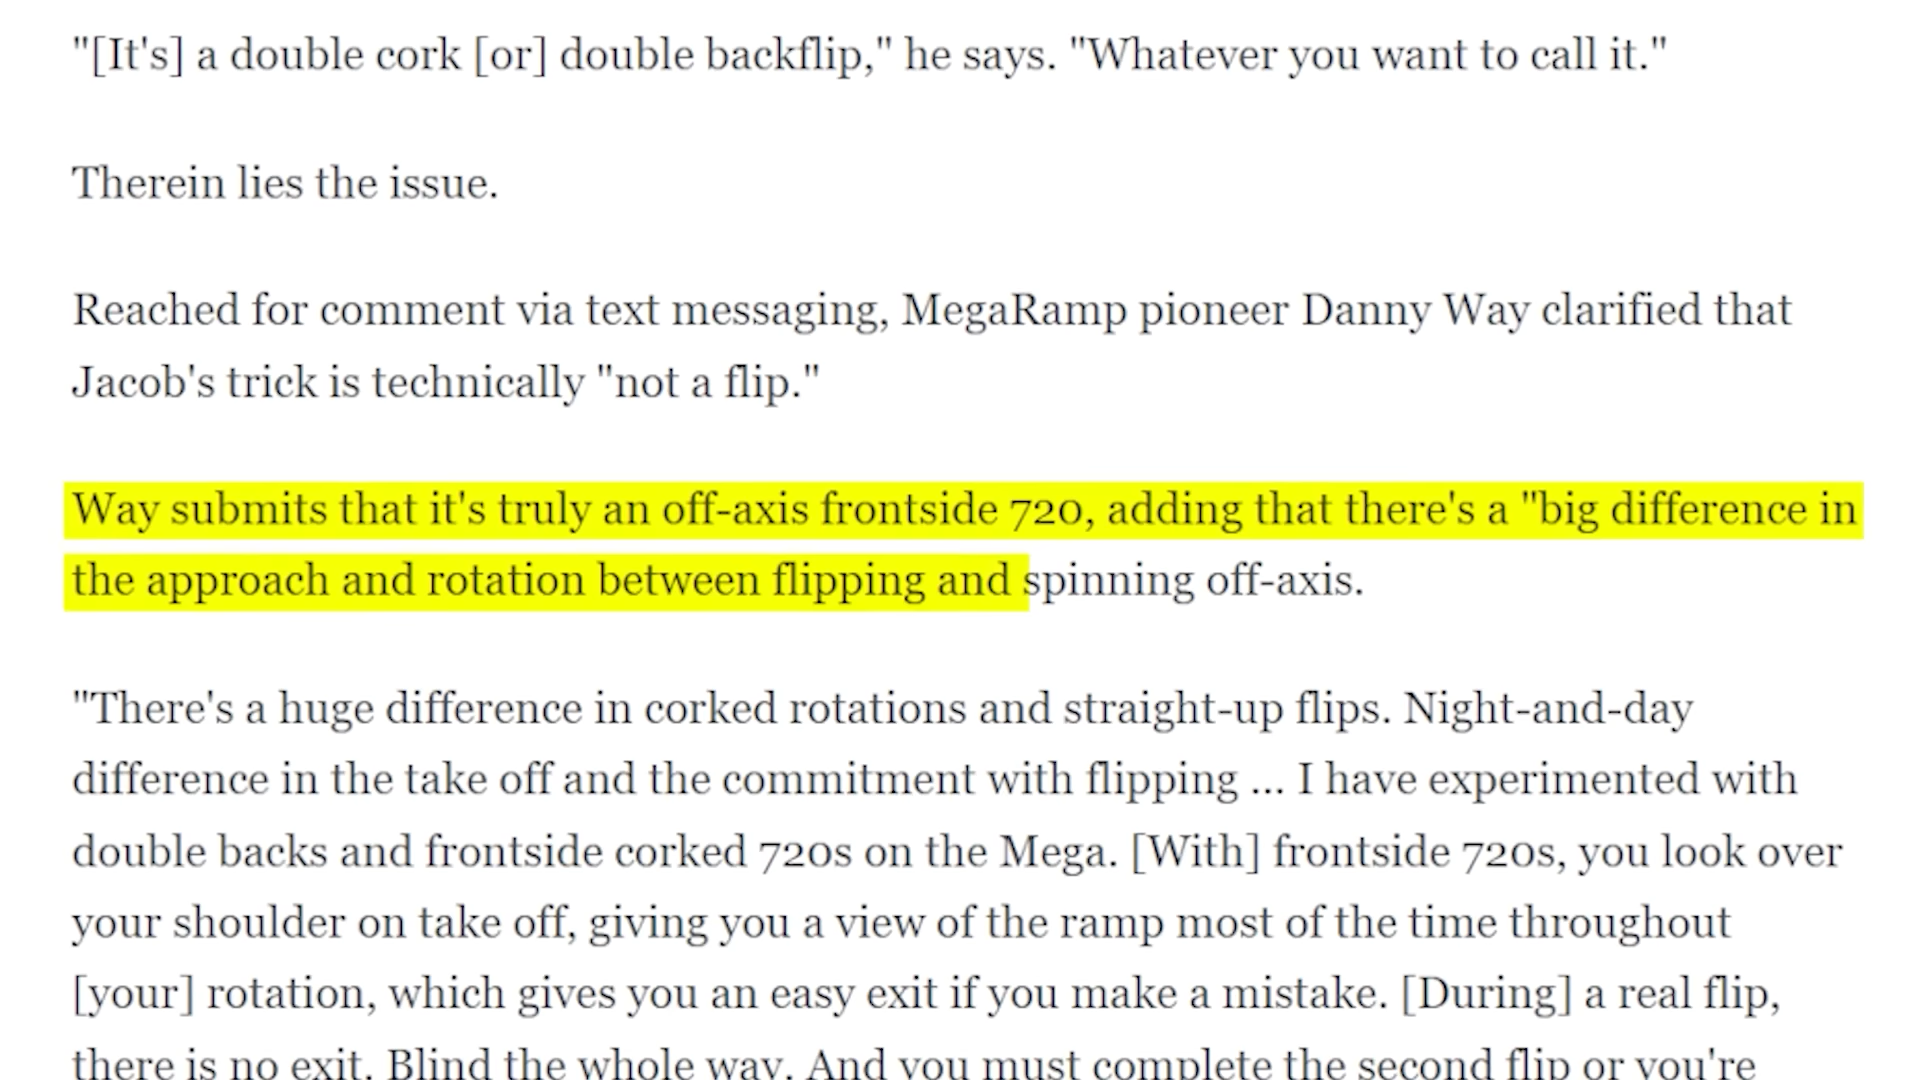 "[It's] a double cork [or] double backflip," he says. "Whatever you want to call it."
Therein lies the issue.
Reached for comment via text messaging, MegaRamp pioneer Danny Way clarified that
Jacob's trick is technically "not a flip."
Way submits that it's truly an off-axis frontside 720, adding that there's a "big difference in
the approach and rotation between flipping and spinning off-axis.
"There's a huge difference in corked rotations and straight-up flips. Night-and-day
difference in the take off and the commitment with flipping ... I have experimented with
double backs and frontside corked 720s on the Mega. [With] frontside 720s, you look over
your shoulder on take off, giving you a view of the ramp most of the time throughout
[your] rotation, which gives you an easy exit if you make a mistake. [During] a real flip,
there is no exit. Blind the whole way. And you must complete the second flip or you're